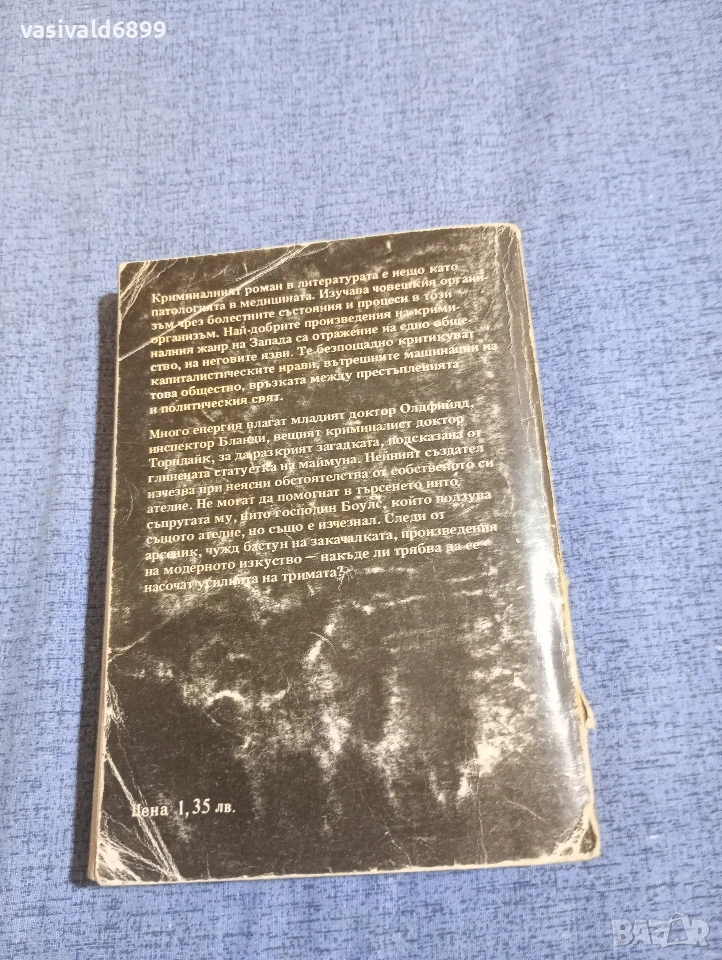 vasivald6899
Криминалният роман в литературата е нещо като
патологията в медицината. Изучава човешкия органи-
зъм чрез болестните състояния и процеси в този
организъм. Най-добрите произведения на крими-
налния жанр на Запада са отражение на едно обще-
ство, на неговите язви. Те безпощадно критикуват
капиталистическите нрави, вътрешните машинации на
това общество, връзката между престъпленията
и политическия свят.
Много енергия влагат младият доктор Олдфийлд,
инспектор Бланди, вещият криминалист доктор
Торндайк, за да разкрият загадката, подсказана от
глинената статуетка на маймуна. Нейният създател
изчезва при неясни обстоятелства от собственото си
ателие. Не могат да помогнат в търсенето нито
съпругата му, нито господин Боулс, който ползува
същото ателие, но също е изчезнал. Следи от
арсеник, чужд бастун на закачалката, произведения
на модерното изкуство — накъде ли трябва да се
насочат усилията на тримата?
Цена 1,35 лв.
BAZAR